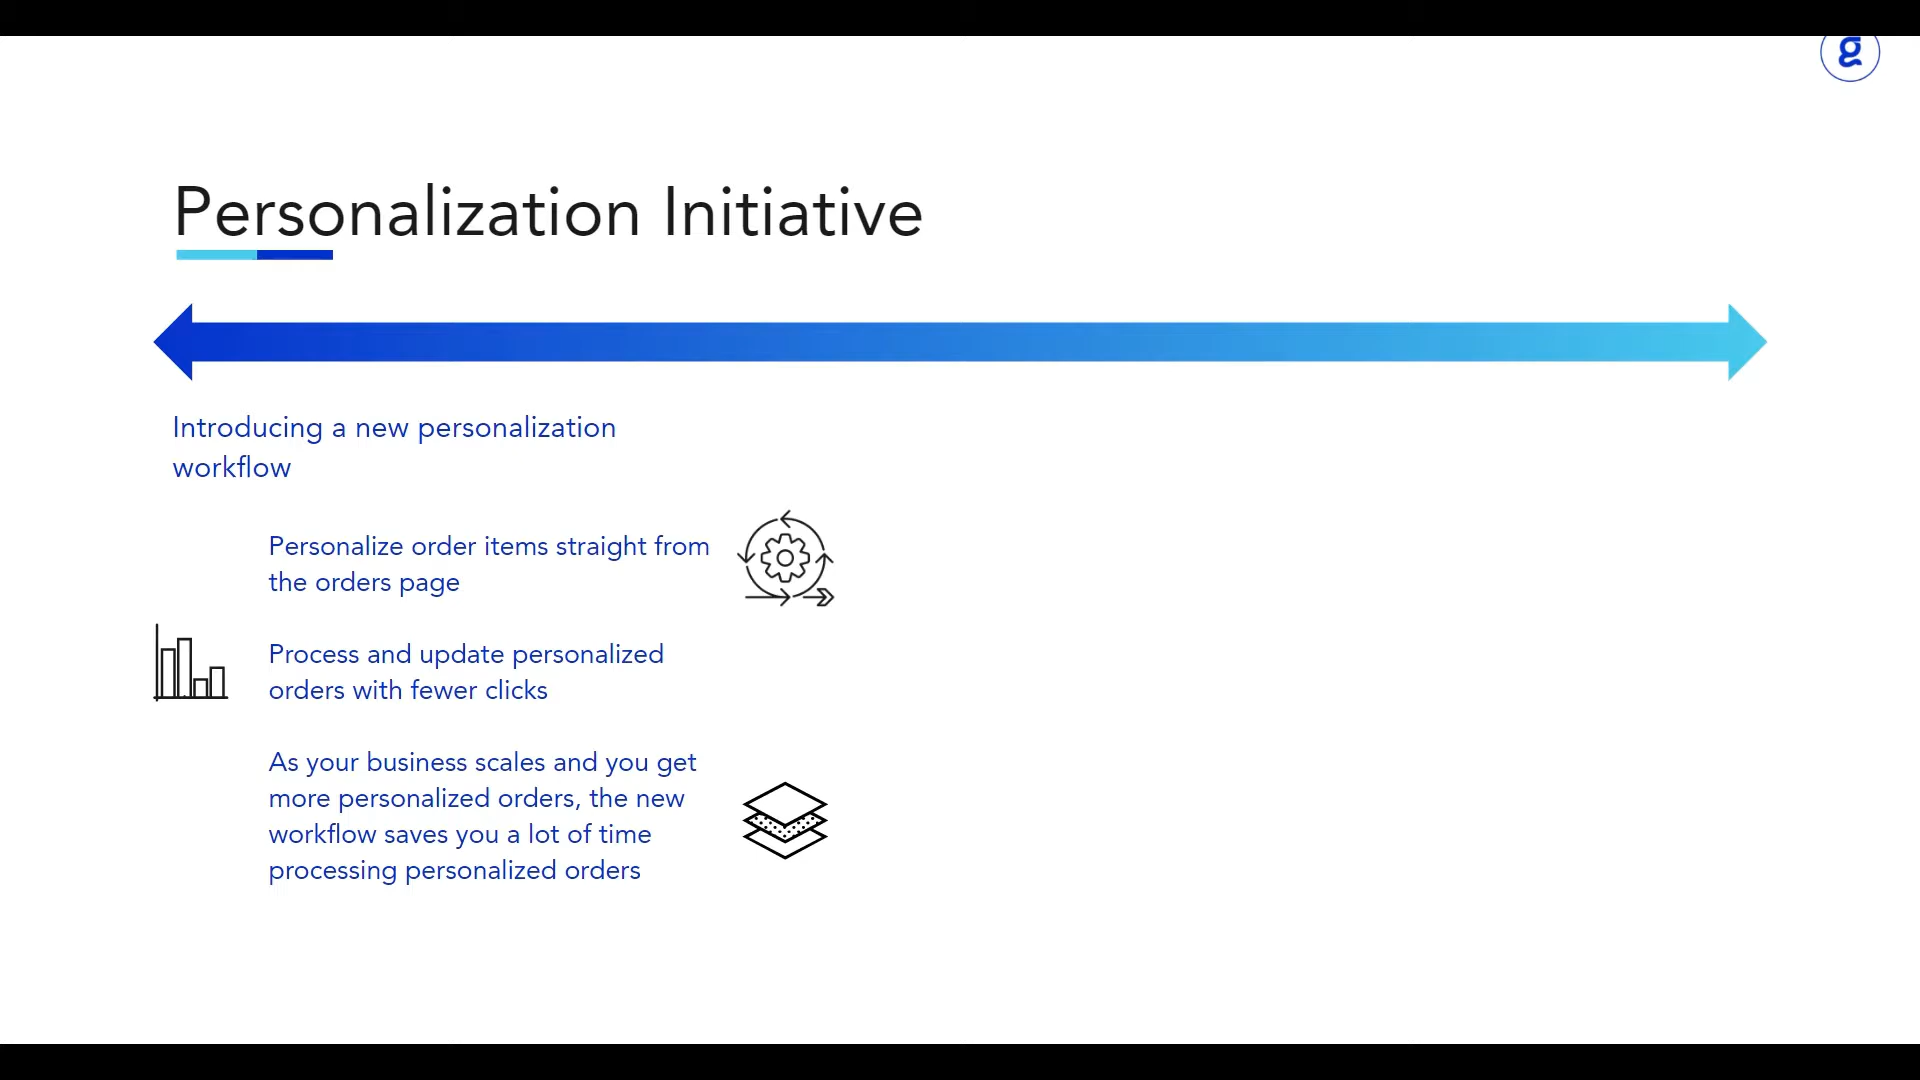 g
Personalization Initiative
Introducing a new personalization
workflow
Personalize order items straight from
the orders page
Process and update personalized
orders with fewer clicks
As your business scales and you get
more personalized orders, the new
workflow saves you a lot of time
processing personalized orders